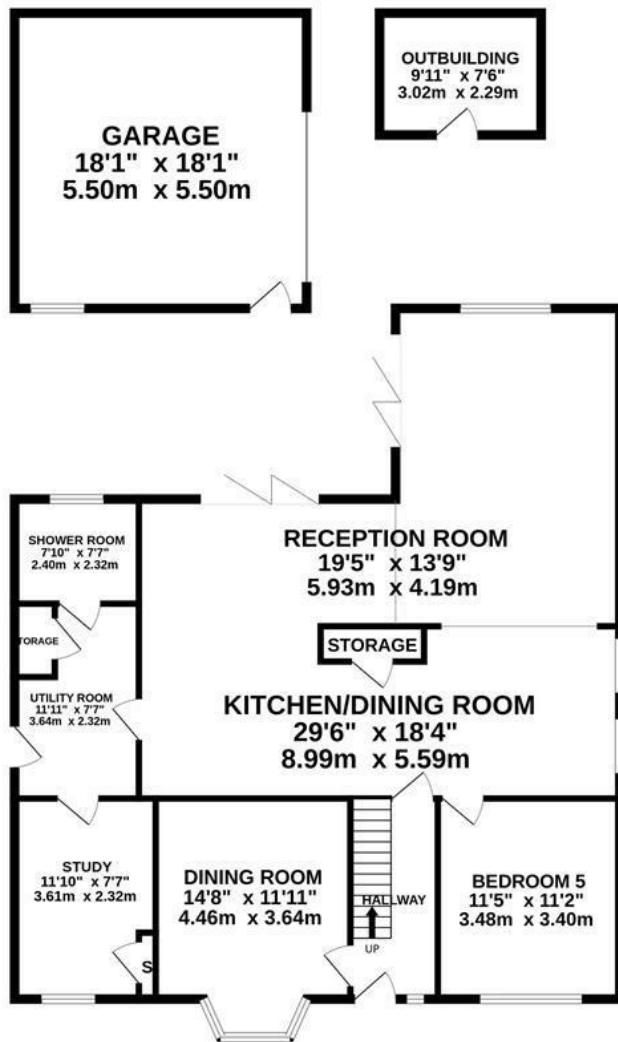 GARAGE
18'1" x 18'1"
5.50m x 5.50m
OUTBUILDING
9'11" x 7'6"
3.02m x 2.29m
SHOWER ROOM
7'10" x 7'7"
2.40m x 2.32m
RECEPTION ROOM
19'5" x 13'9"
5.93m x 4.19m
TORAGE
STORAGE
UTILITY ROOM
11'11" x 7'7"
3.64m x 2.32m
KITCHEN/DINING ROOM
29'6" x 18'4"
8.99m x 5.59m
STUDY
11'10" x 7'7"
3.61m x 2.32m
S
DINING ROOM
14'8" x 11'11"
4.46m x 3.64m
HALLWAY
UP
BEDROOM 5
11'5" x 11'2"
3.48m x 3.40m